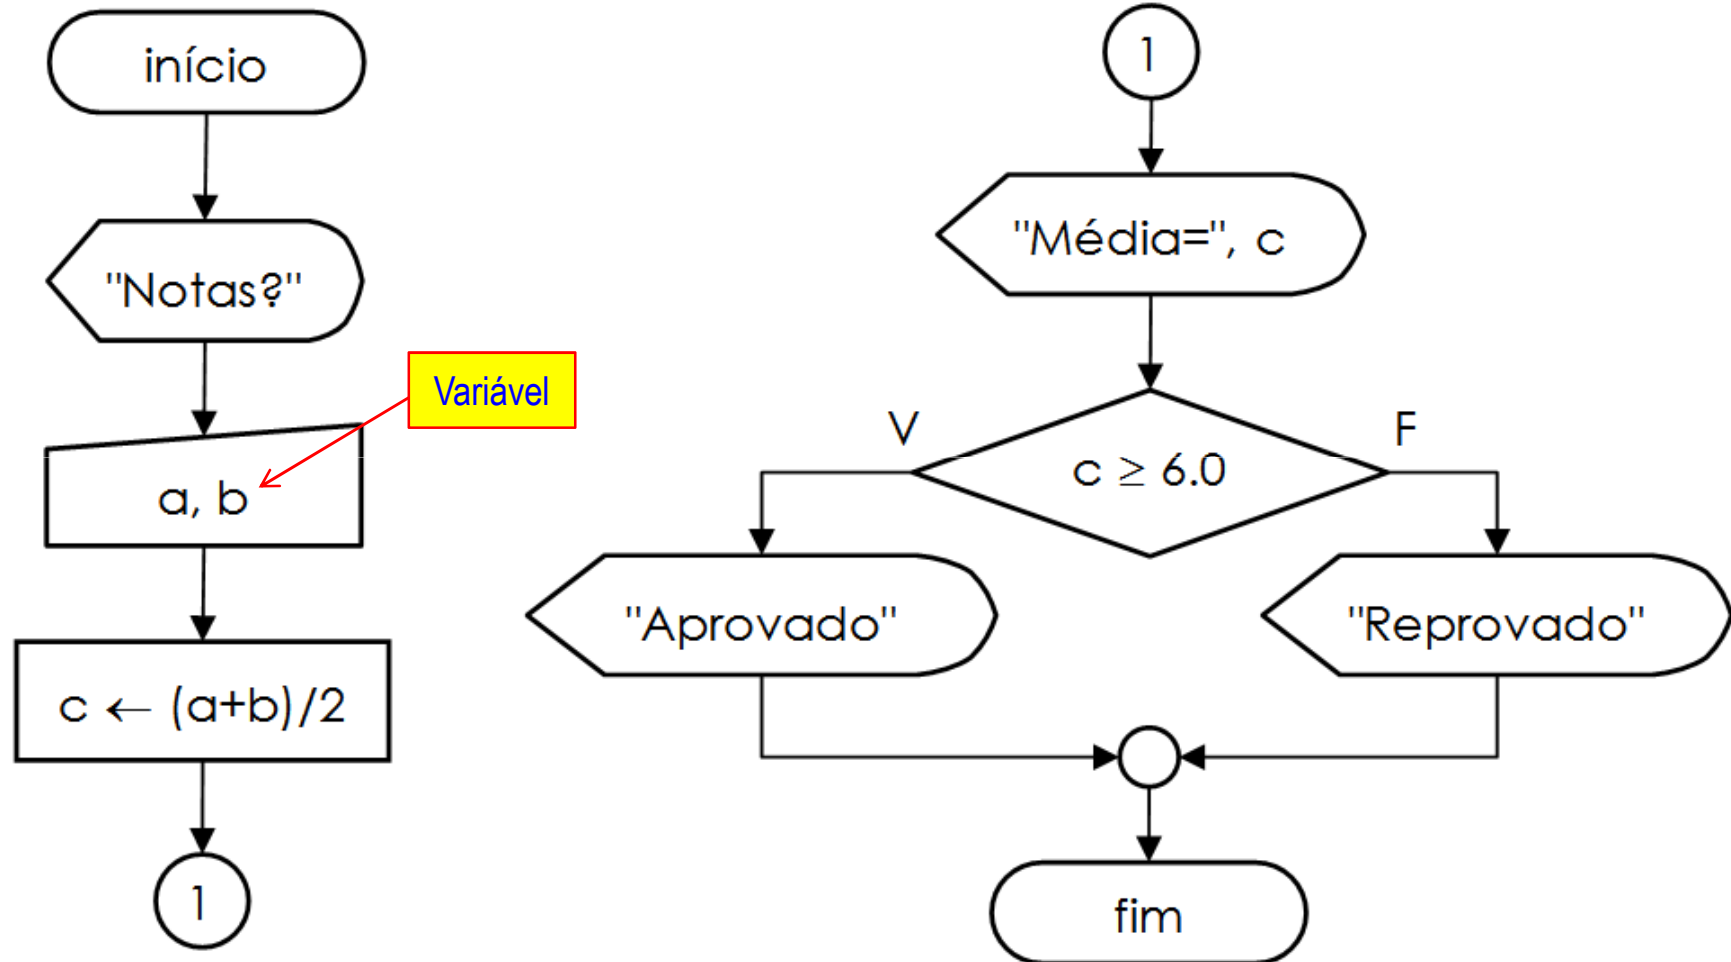 início
"Notas?"
Variável
a, b
c ← (a+b)/2
1
1
"Média=", c
V
F
c ≥ 6.0
"Aprovado"
"Reprovado"
fim